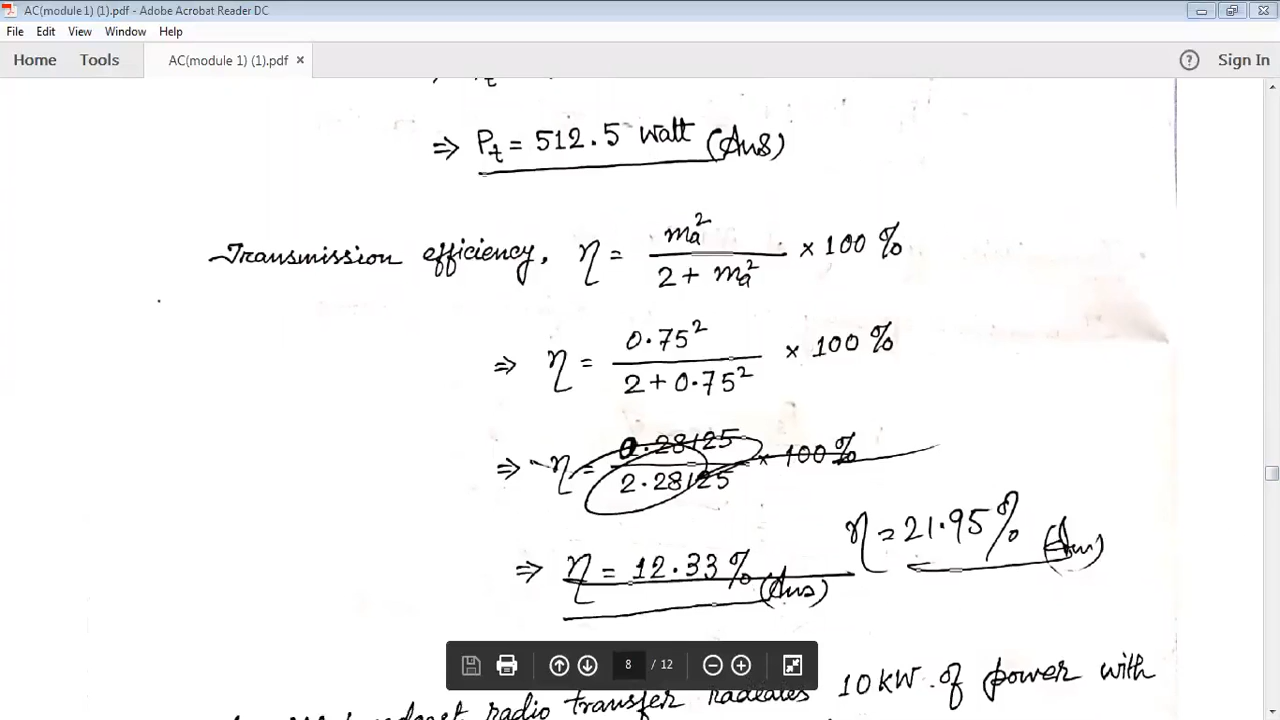 AC(module 1) (1).pdf - Adobe Acrobat Reader DC
File Edit View Window Help
Home Tools AC(module 1) (1).pdf × Sign In
⇒ Pt = 512.5 Watt (Ans)
Transmission efficiency, η = ma² / 2 + ma² × 100 %
⇒ η = 0.75² / 2 + 0.75² × 100 %
⇒ η = 0.28125 / 2.28125 × 100 %
η = 21.95% (Ans)
⇒ η = 12.33% (Ans)
8 / 12
radio transfer radiates 10 kW of power with